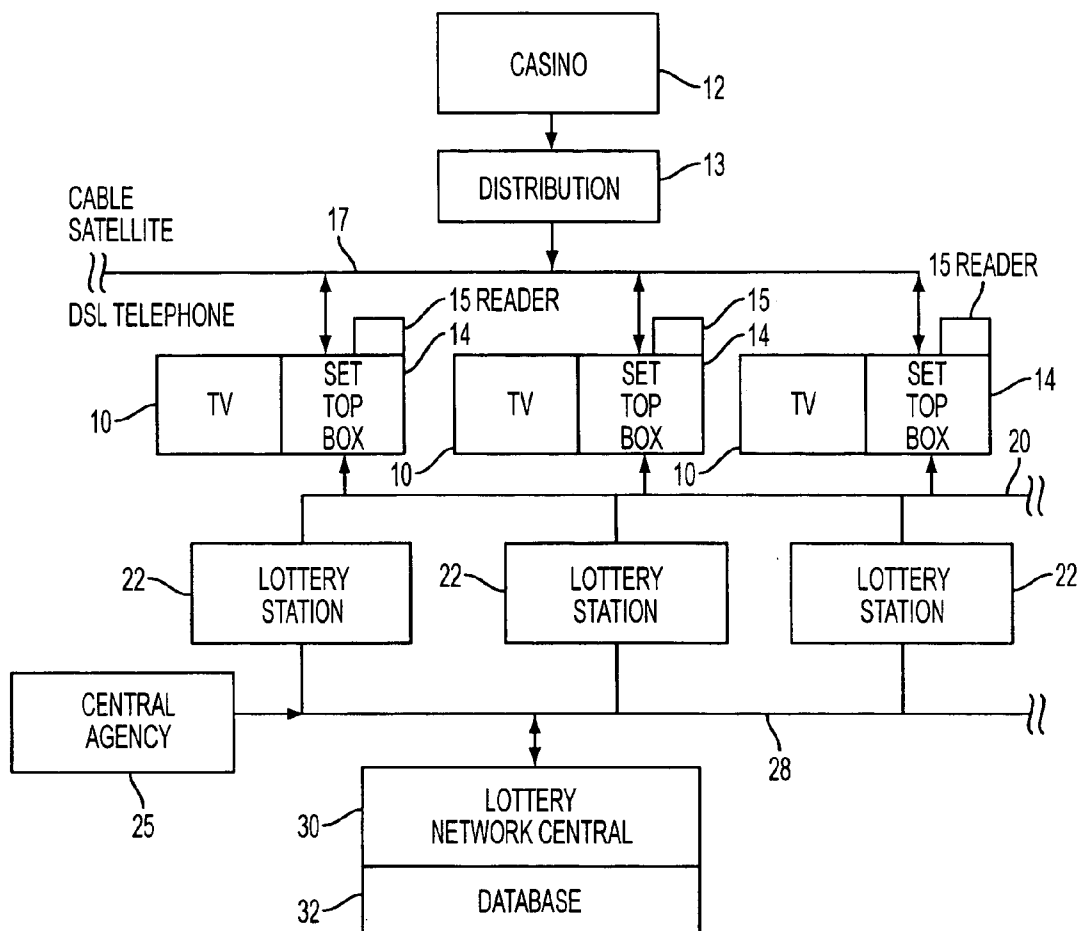 CASINO
12
DISTRIBUTION
13
CABLE
SATELLITE
17
DSL TELEPHONE
15 READER
15
15 READER
14
14
14
TV
SET
TOP
BOX
TV
SET
TOP
BOX
TV
SET
TOP
BOX
10
10
10
20
22
LOTTERY
STATION
22
LOTTERY
STATION
LOTTERY
STATION
22
CENTRAL
AGENCY
25
28
30
LOTTERY
NETWORK CENTRAL
32
DATABASE